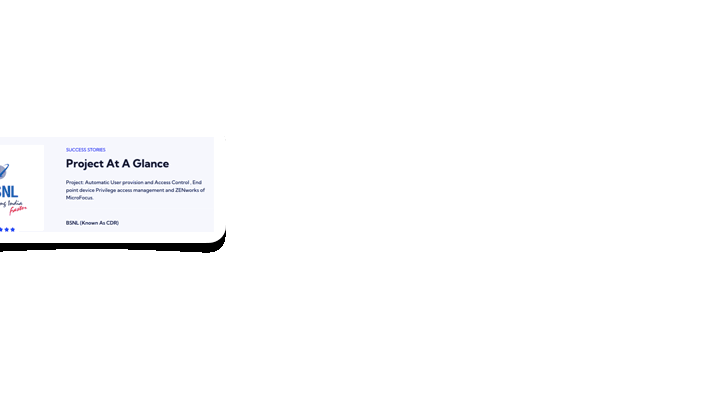 SUCCESS STORIES
Project At A Glance
Project: Automatic User provision and Access Control , End
point device Privilege access management and ZENworks of
MicroFocus.
SNL
India
Faster
BSNL (Known As CDR)